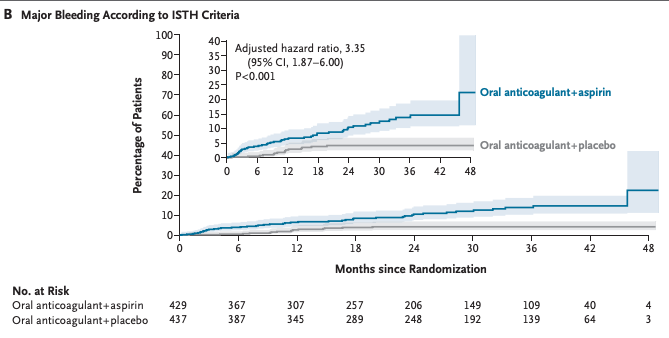 B Major Bleeding According to ISTH Criteria
Percentage of Patients
100
90
80
70
60
50
40
30
20
10
0
40
35
30
25
20
15
10
5
0
Adjusted hazard ratio, 3.35
(95% CI, 1.87–6.00)
P<0.001
Oral anticoagulant+aspirin
Oral anticoagulant+placebo
0 6 12 18 24 30 36 42 48
0 6 12 18 24 30 36 42 48
Months since Randomization
No. at Risk
Oral anticoagulant+aspirin 429 367 307 257 206 149 109 40 4
Oral anticoagulant+placebo 437 387 345 289 248 192 139 64 3